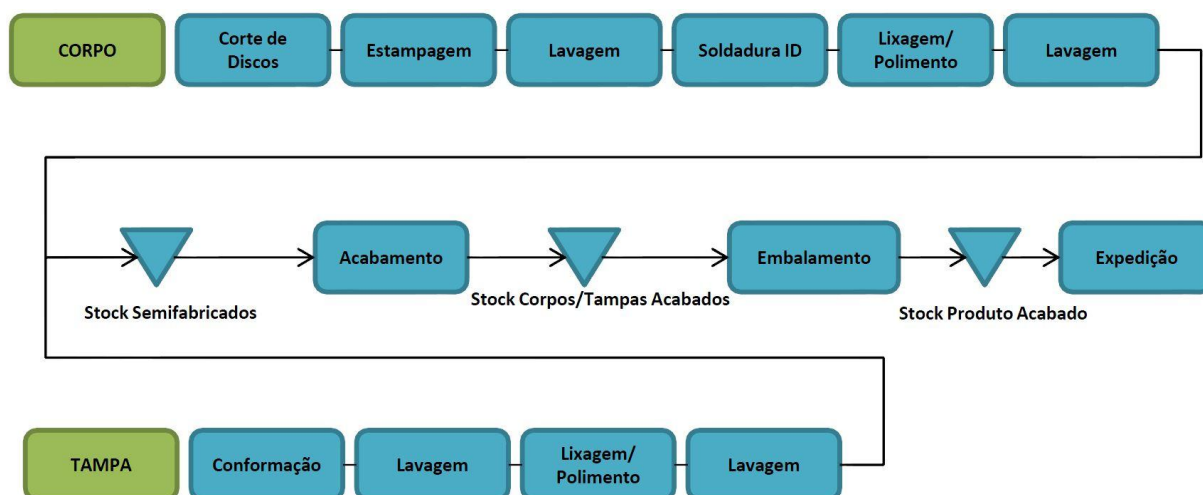 CORPO
Corte de
Discos
Estampagem
Lavagem
Soldadura ID
Lixagem/
Polimento
Lavagem
Acabamento
Embalamento
Expedição
Stock Semifabricados
Stock Corpos/Tampas Acabados
Stock Produto Acabado
TAMPA
Conformação
Lavagem
Lixagem/
Polimento
Lavagem